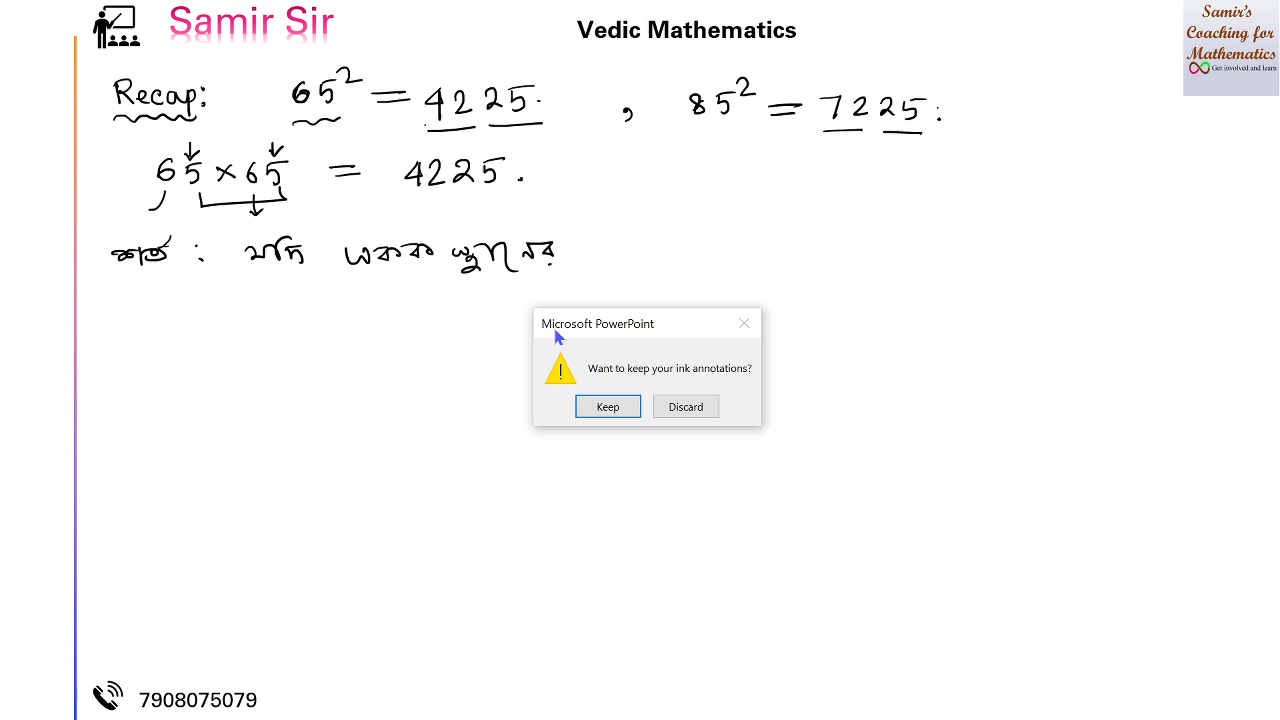 Samir Sir
Vedic Mathematics
Samir's
Coaching for
Mathematics
Get involved and learn
Recap: 65² = 4225. , 85² = 7225.
65 × 65 = 4225.
শর্ত : যদি একক
Microsoft PowerPoint
Want to keep your ink annotations?
Keep Discard
7908075079